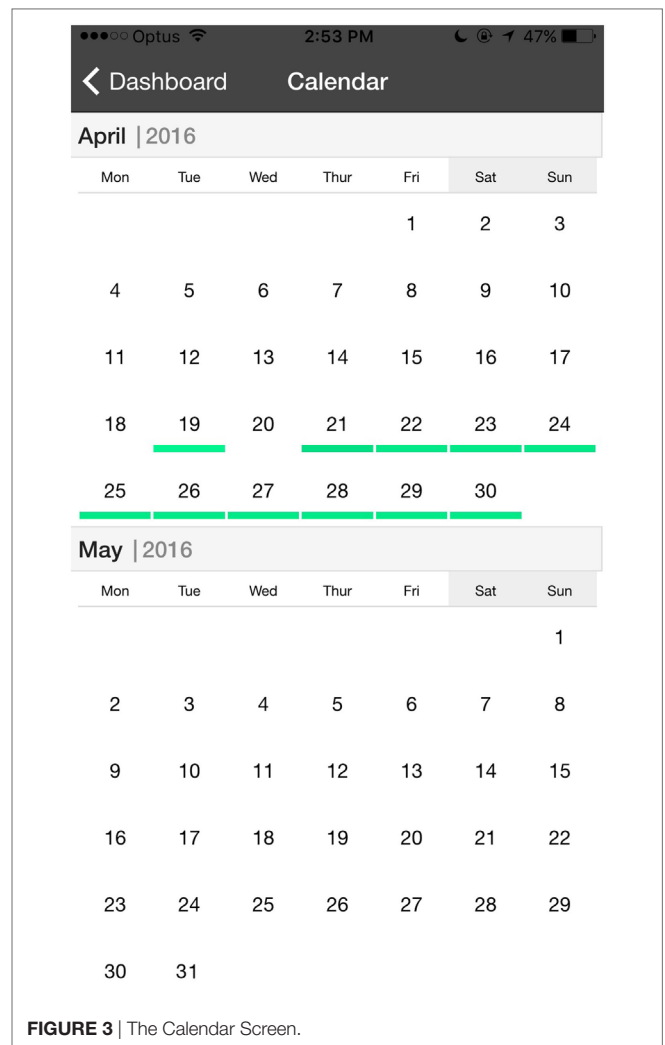 Optus 2:53 PM 47%
Dashboard Calendar
April | 2016
Mon Tue Wed Thur Fri Sat Sun
1 2 3
4 5 6 7 8 9 10
11 12 13 14 15 16 17
18 19 20 21 22 23 24
25 26 27 28 29 30
May | 2016
Mon Tue Wed Thur Fri Sat Sun
1
2 3 4 5 6 7 8
9 10 11 12 13 14 15
16 17 18 19 20 21 22
23 24 25 26 27 28 29
30 31
FIGURE 3 | The Calendar Screen.